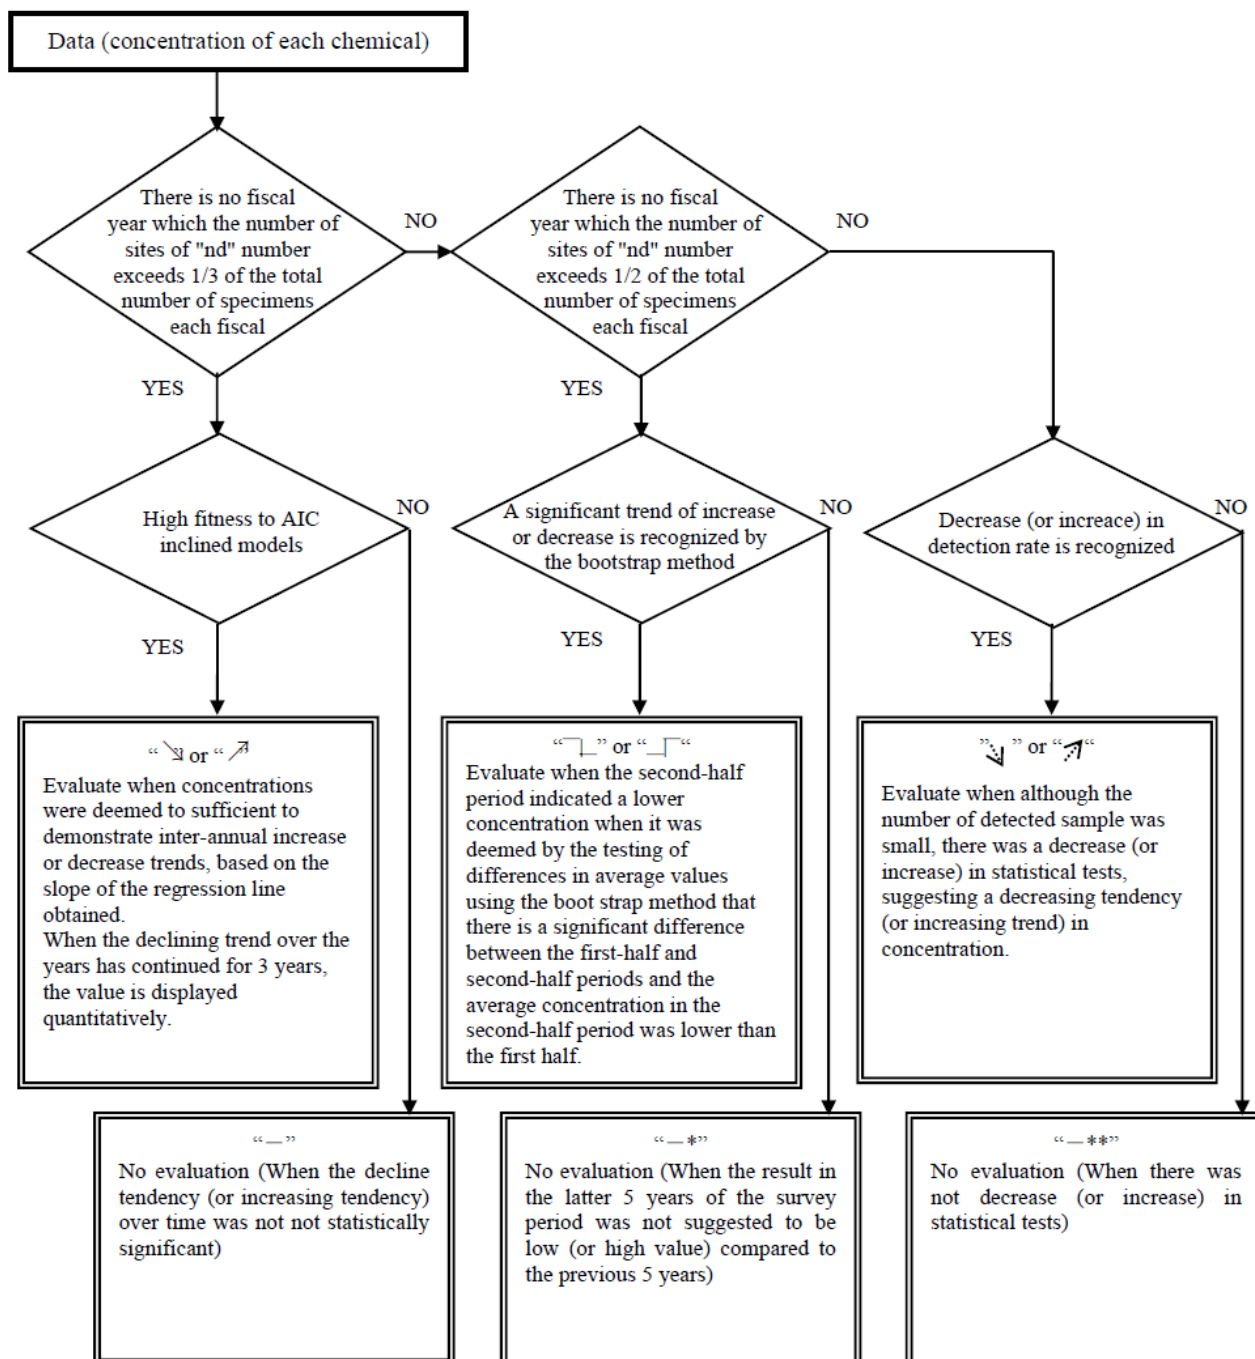 Data (concentration of each chemical)
There is no fiscal
year which the number of
sites of "nd" number
exceeds 1/3 of the total
number of specimens
each fiscal
NO
There is no fiscal
year which the number of
sites of "nd" number
exceeds 1/2 of the total
number of specimens
each fiscal
NO
YES
YES
High fitness to AIC
inclined models
NO
A significant trend of increase
or decrease is recognized by
the bootstrap method
NO
Decrease (or increace) in
detection rate is recognized
NO
YES
YES
YES
“↘” or “↗”
Evaluate when concentrations
were deemed to sufficient to
demonstrate inter-annual increase
or decrease trends, based on the
slope of the regression line
obtained.
When the declining trend over the
years has continued for 3 years,
the value is displayed
quantitatively.
“ ” or “ “
Evaluate when the second-half
period indicated a lower
concentration when it was
deemed by the testing of
differences in average values
using the boot strap method that
there is a significant difference
between the first-half and
second-half periods and the
average concentration in the
second-half period was lower than
the first half.
” ” or “ “
Evaluate when although the
number of detected sample was
small, there was a decrease (or
increase) in statistical tests,
suggesting a decreasing tendency
(or increasing trend) in
concentration.
“—”
No evaluation (When the decline
tendency (or increasing tendency)
over time was not not statistically
significant)
“—*”
No evaluation (When the result in
the latter 5 years of the survey
period was not suggested to be
low (or high value) compared to
the previous 5 years)
“—**”
No evaluation (When there was
not decrease (or increase) in
statistical tests)